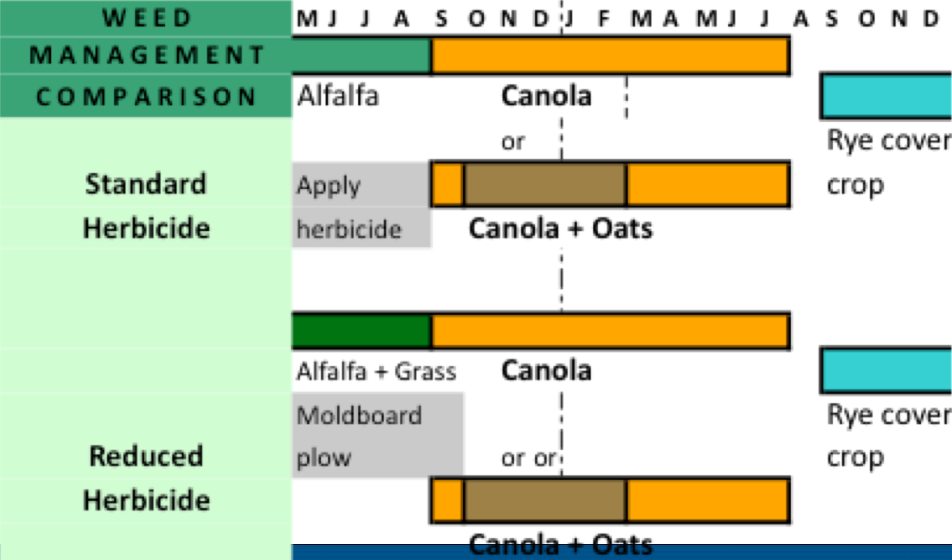 WEED M J J A S O N D J F M A M J J A S O N D
MANAGEMENT
COMPARISON Alfalfa Canola
or Rye cover
Standard Apply crop
Herbicide herbicide Canola + Oats
Alfalfa + Grass Canola
Moldboard Rye cover
Reduced plow or or crop
Herbicide
Canola + Oats